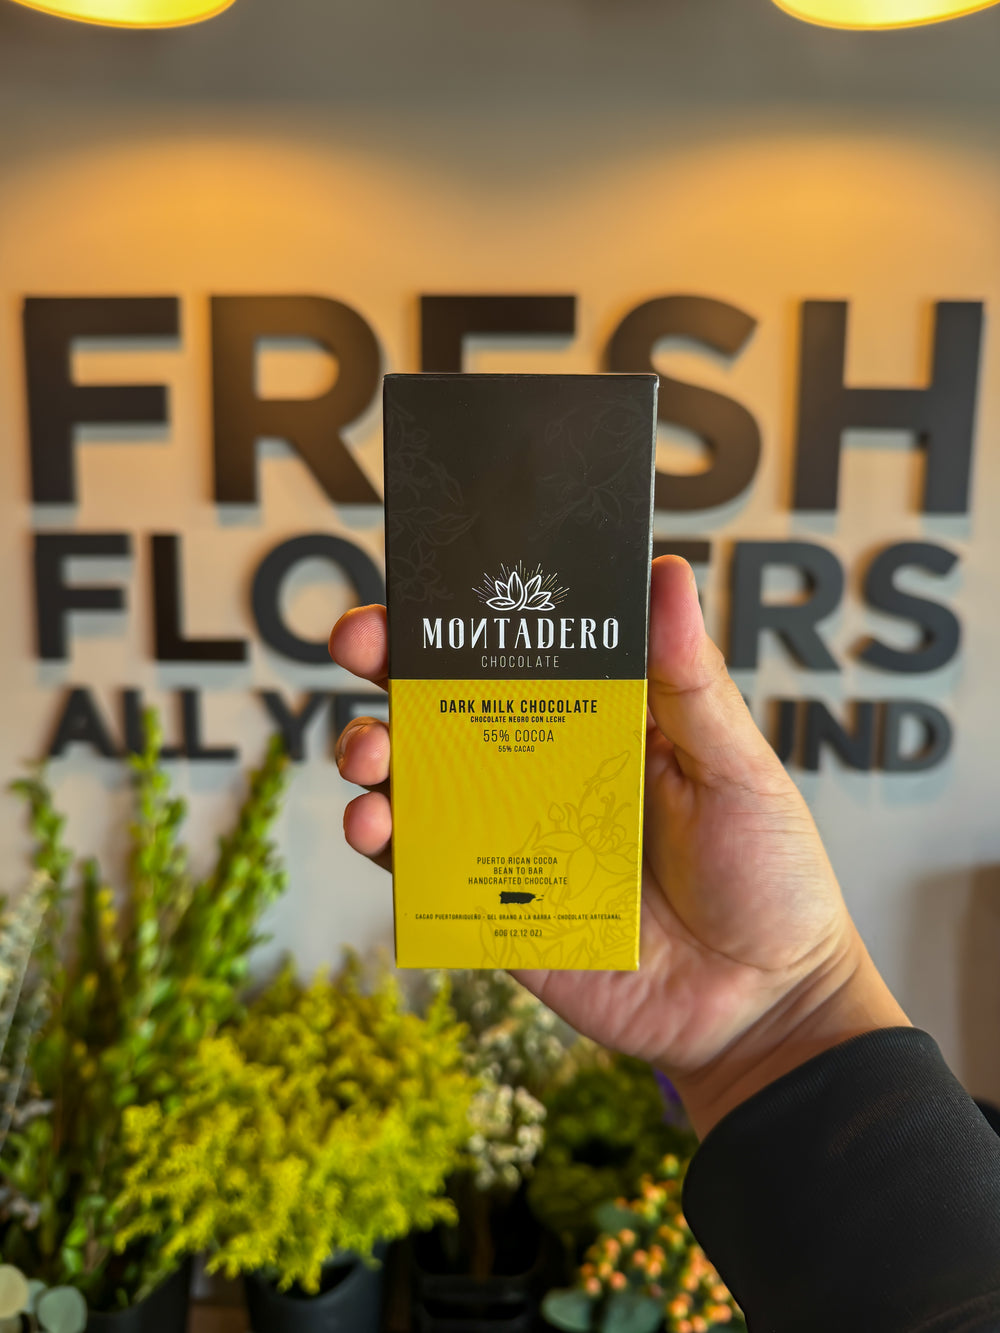 FRESH
FLO ERS
ALL YE UND
MONTADERO
CHOCOLATE
DARK MILK CHOCOLATE
CHOCOLATE NEGRO CON LECHE
55% COCOA
55% CACAO
PUERTO RICAN COCOA
BEAN TO BAR
HANDCRAFTED CHOCOLATE
CACAO PUERTORRIQUEÑO - DEL GRANO A LA BARRA - CHOCOLATE ARTESANAL
60G (2.12 OZ)